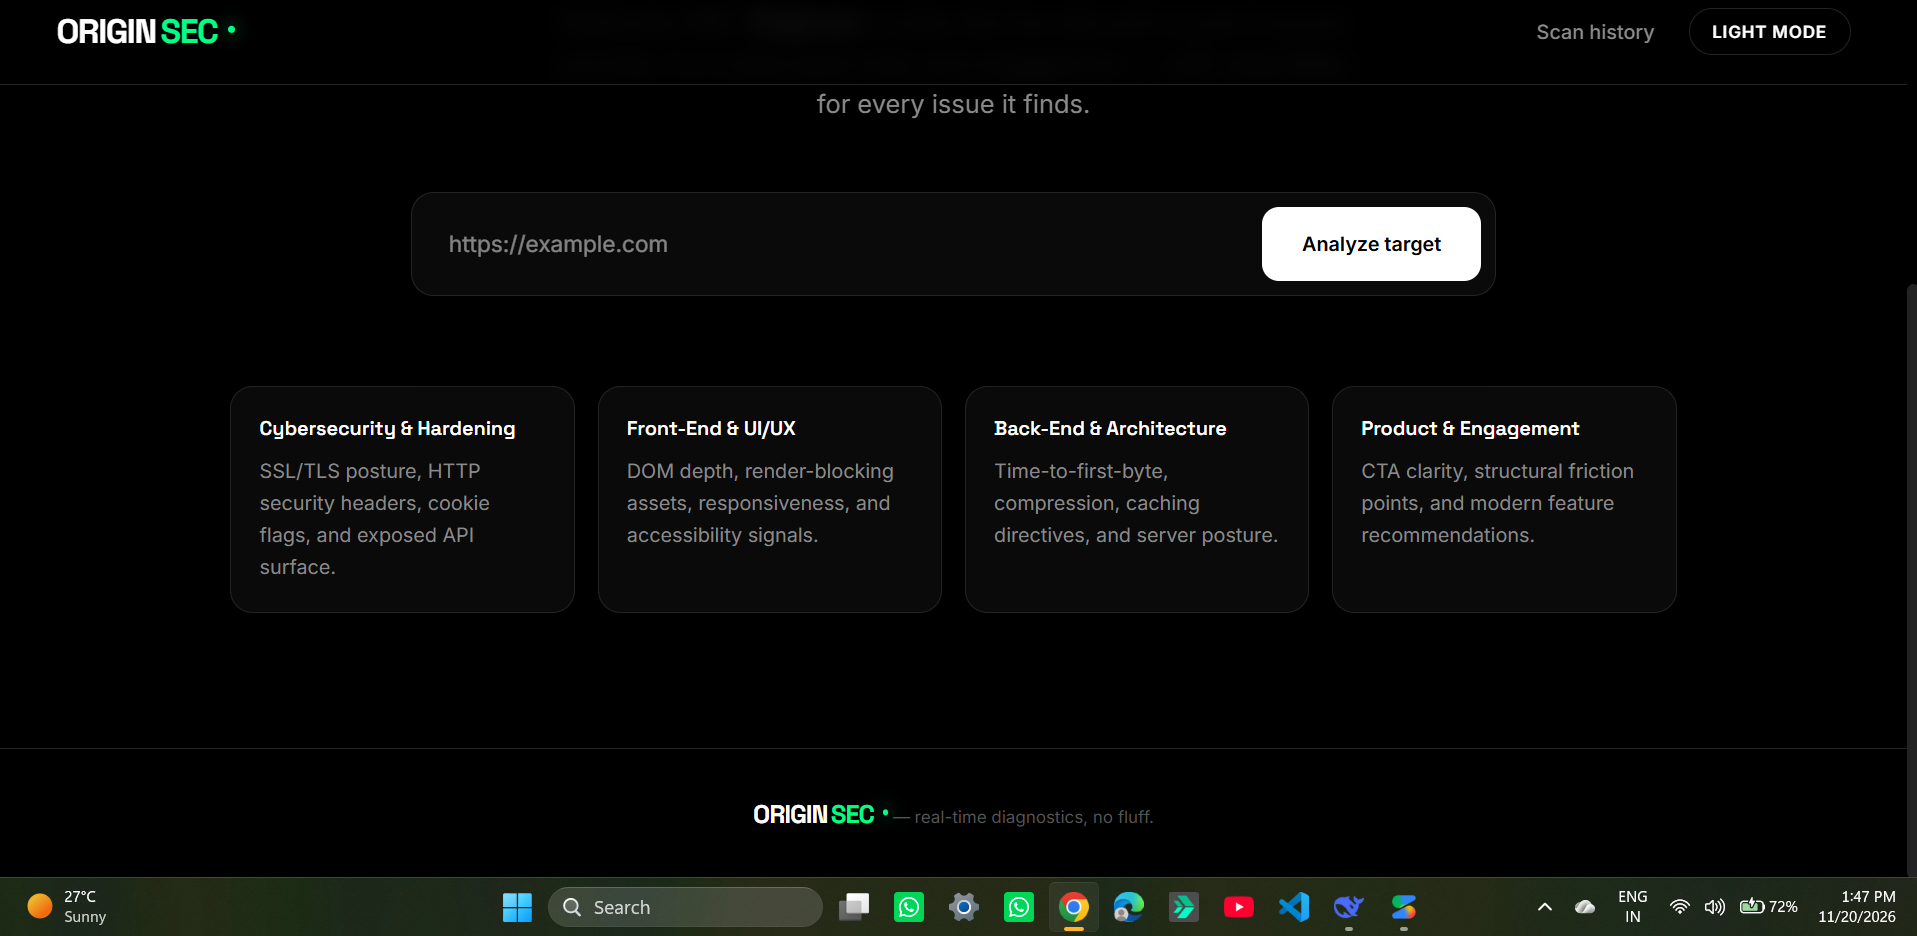 ORIGIN SEC
Scan history
LIGHT MODE
for every issue it finds.
https://example.com
Analyze target
Cybersecurity & Hardening
SSL/TLS posture, HTTP
security headers, cookie
flags, and exposed API
surface.
Front-End & UI/UX
DOM depth, render-blocking
assets, responsiveness, and
accessibility signals.
Back-End & Architecture
Time-to-first-byte,
compression, caching
directives, and server posture.
Product & Engagement
CTA clarity, structural friction
points, and modern feature
recommendations.
ORIGIN SEC — real-time diagnostics, no fluff.
27°C
Sunny
Search
ENG
IN
72%
1:47 PM
11/20/2026